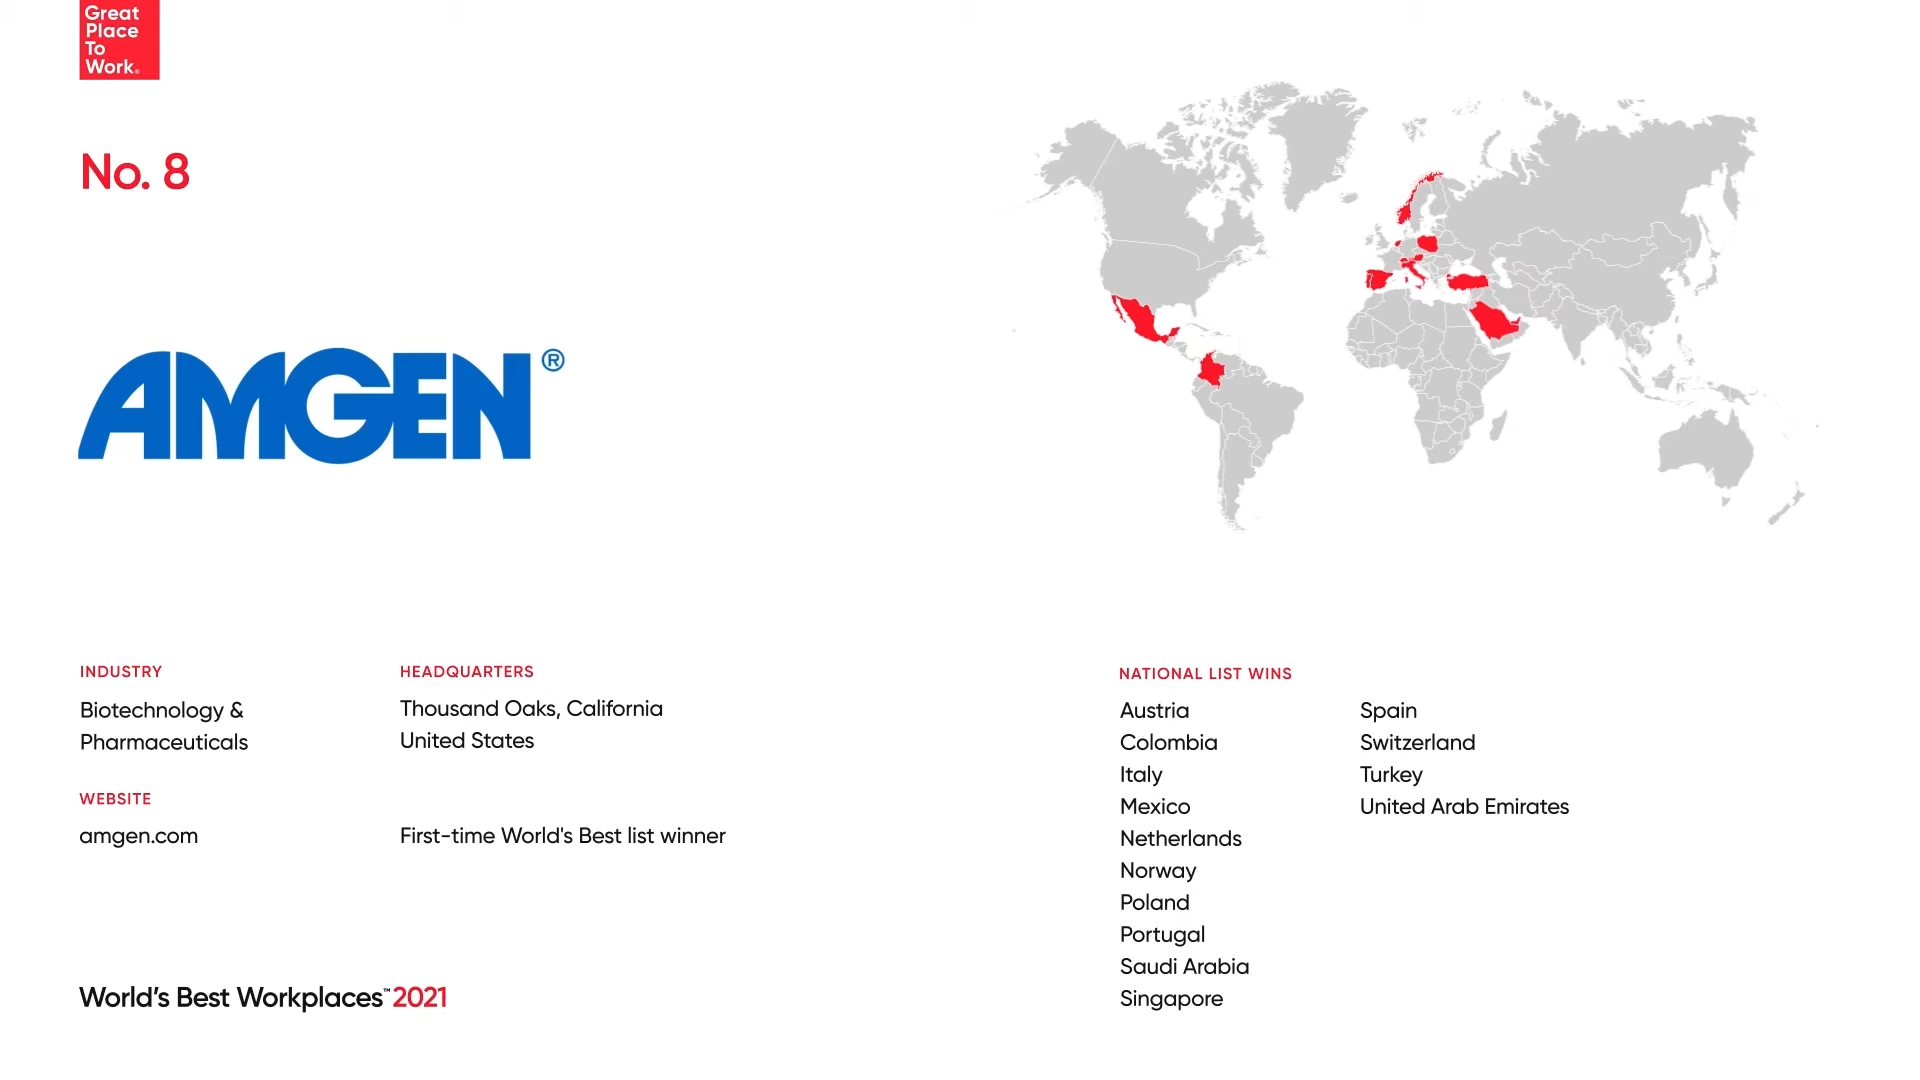 Great
Place
To
Work®
No. 8
AMGEN®
INDUSTRY
Biotechnology &
Pharmaceuticals
HEADQUARTERS
Thousand Oaks, California
United States
WEBSITE
amgen.com
First-time World's Best list winner
NATIONAL LIST WINS
Austria
Colombia
Italy
Mexico
Netherlands
Norway
Poland
Portugal
Saudi Arabia
Singapore
Spain
Switzerland
Turkey
United Arab Emirates
World’s Best Workplaces™ 2021